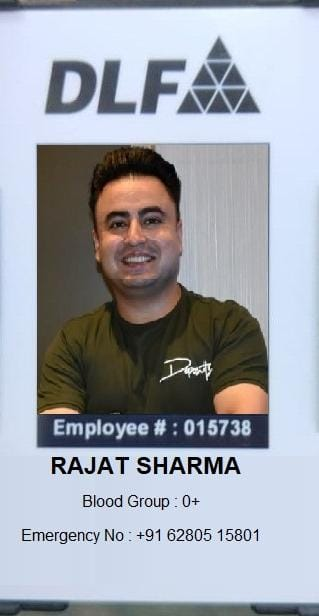 DLF
Employee # : 015738
RAJAT SHARMA
Blood Group : 0+
Emergency No : +91 62805 15801